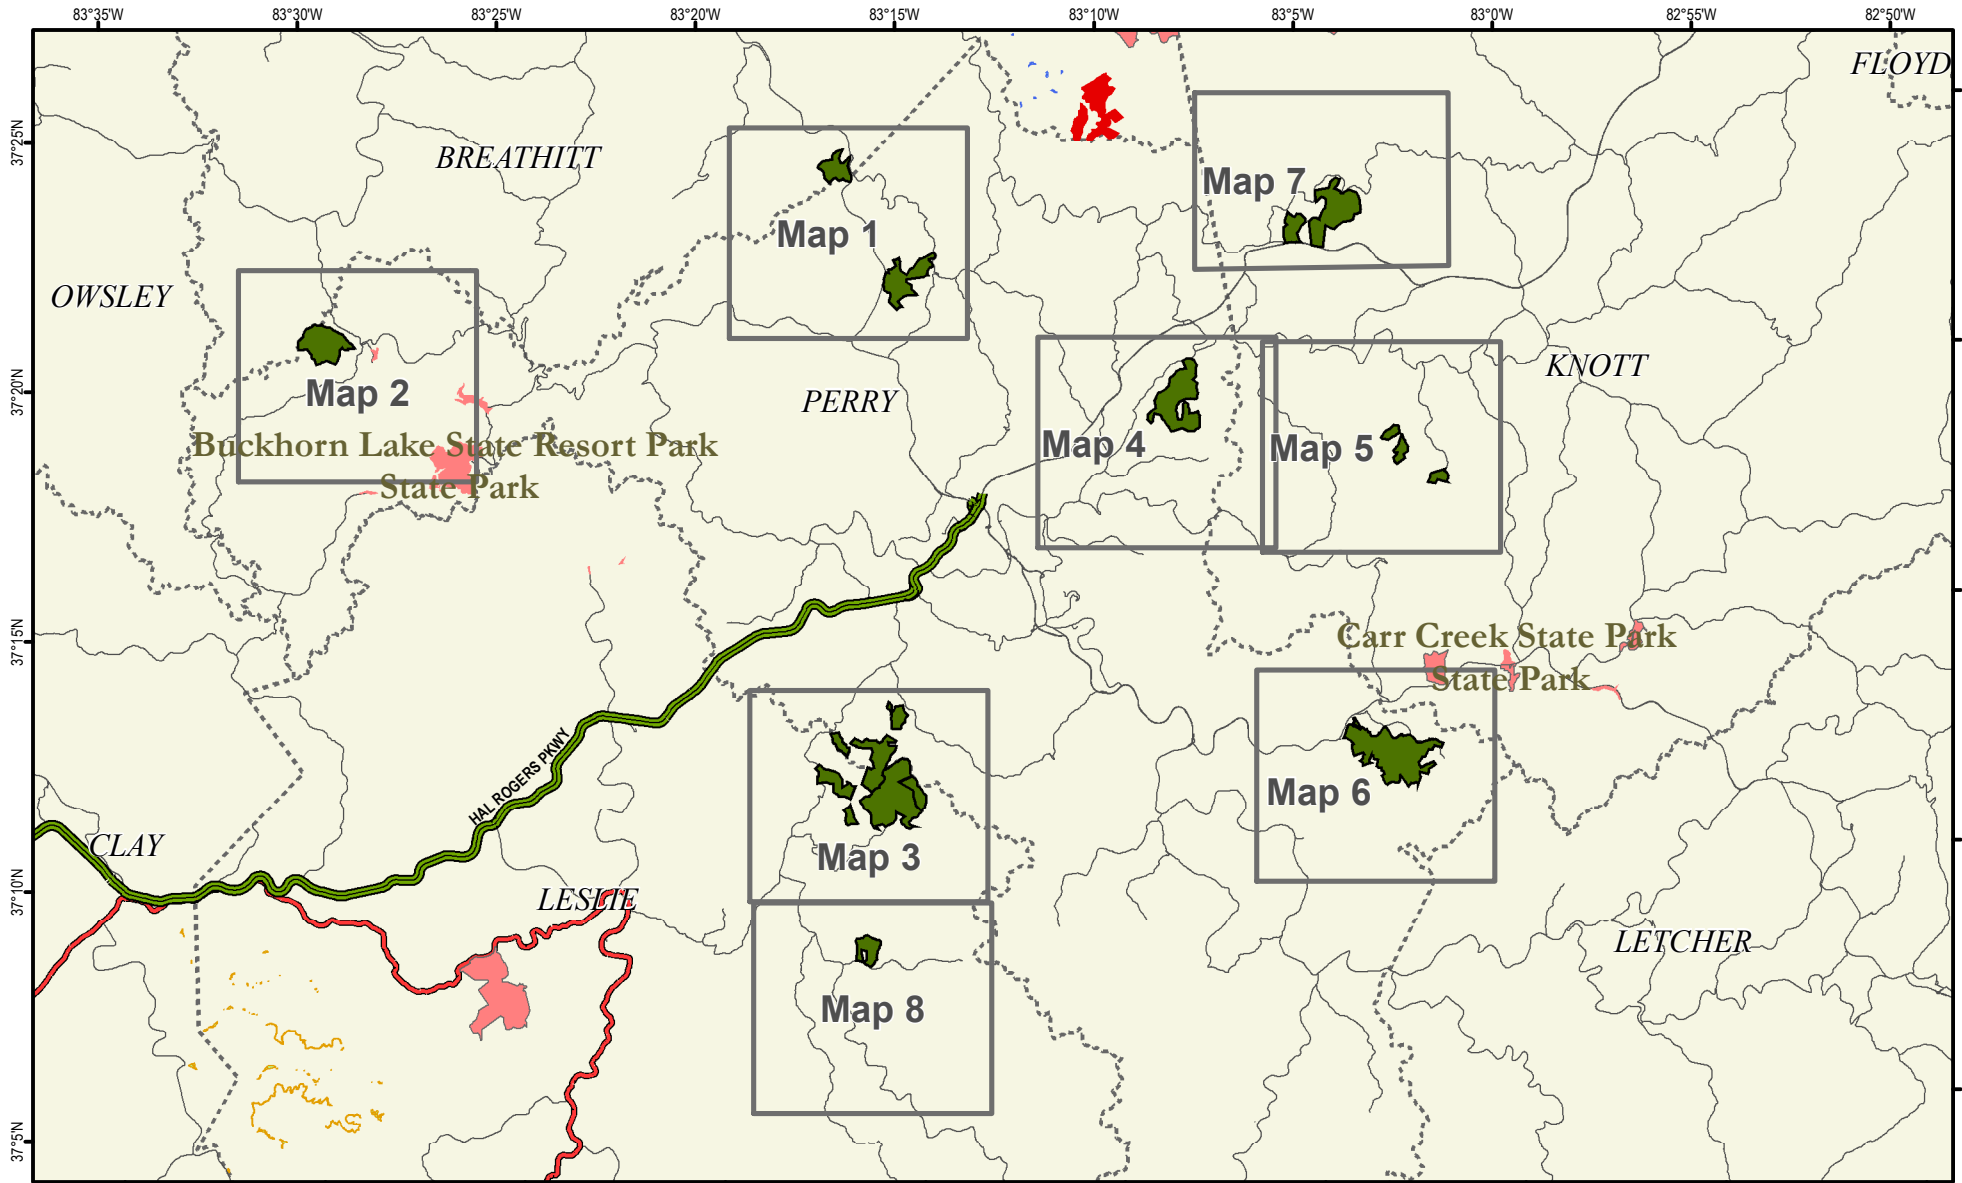 83°35'W 83°30'W 83°25'W 83°20'W 83°15'W 83°10'W 83°5'W 83°0'W 82°55'W 82°50'W
FLOYD
37°25'N
BREATHITT
Map 7
Map 1
OWSLEY
KNOTT
37°20'N
Map 2
PERRY
Buckhorn Lake State Resort Park
State Park
Map 4
Map 5
37°15'N
Carr Creek State Park
State Park
HAL ROGERS PKWY
Map 6
CLAY
Map 3
37°10'N
LESLIE
LETCHER
Map 8
37°5'N